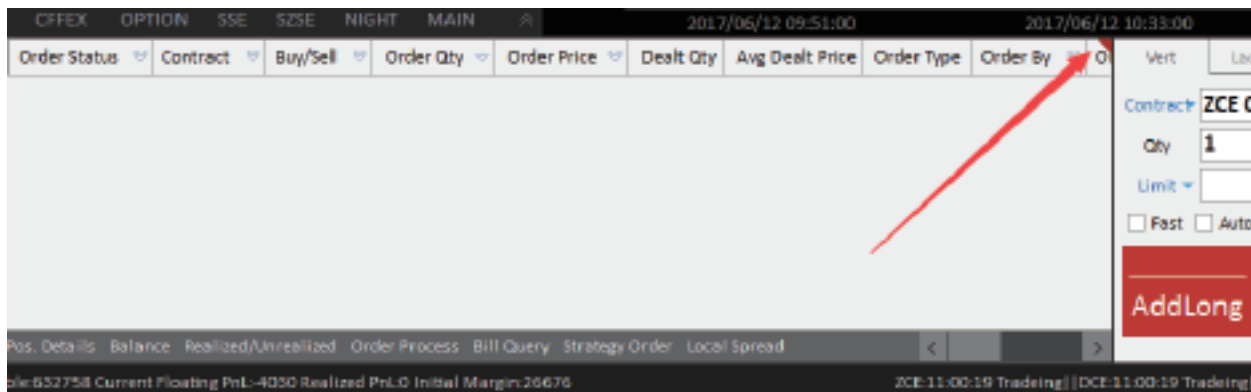 CFFEX OPTION SSE SZSE NIGHT MAIN 2017/06/12 09:51:00 2017/06/12 10:33:00
Order Status Contract Buy/Sell Order Qty Order Price Dealt Qty Avg Dealt Price Order Type Order By Vert
Contract ZCE
Qty 1
Limit
Fast Auto
AddLong
Pos. Details Balance Realized/Unrealized Order Process Bill Query Strategy Order Local Spread
ble:632758 Current Floating PnL:-4030 Realized PnL:0 Initial Margin:26676 ZCE:11:00:19 Tradeing||DCE:11:00:19 Tradeing